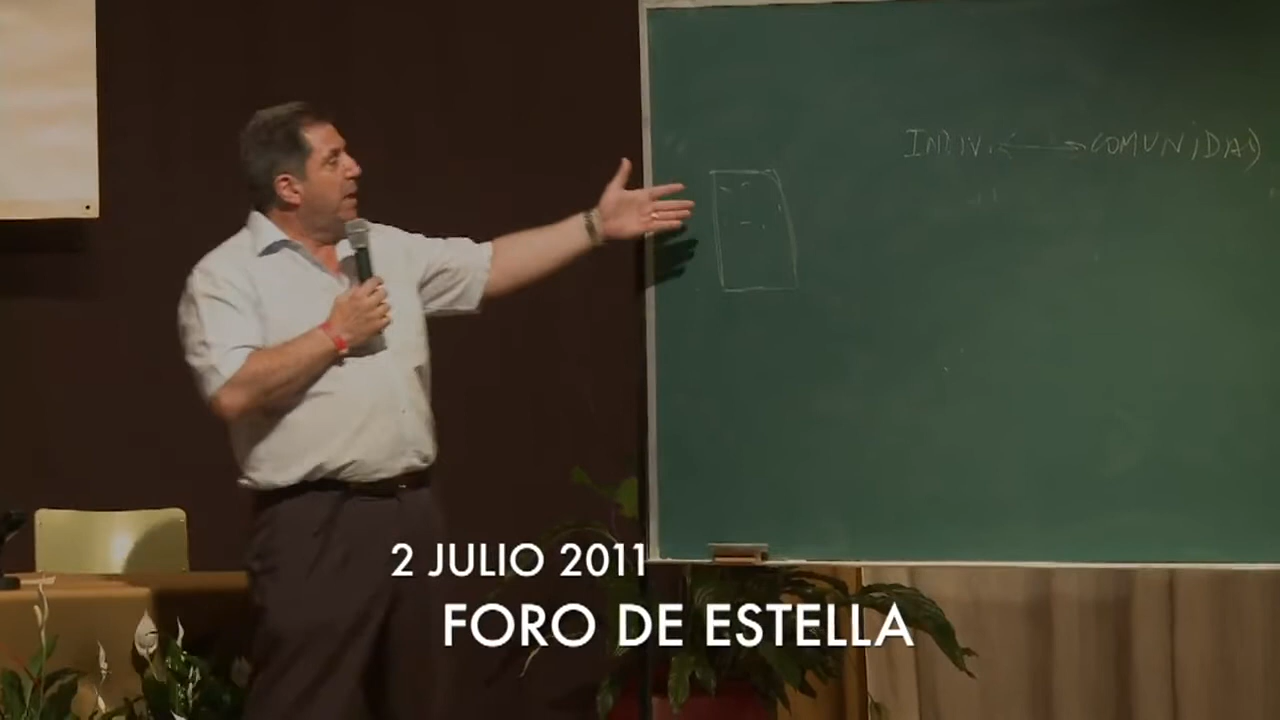 INDIV. ↔ COMUNIDAD
2 JULIO 2011
FORO DE ESTELLA